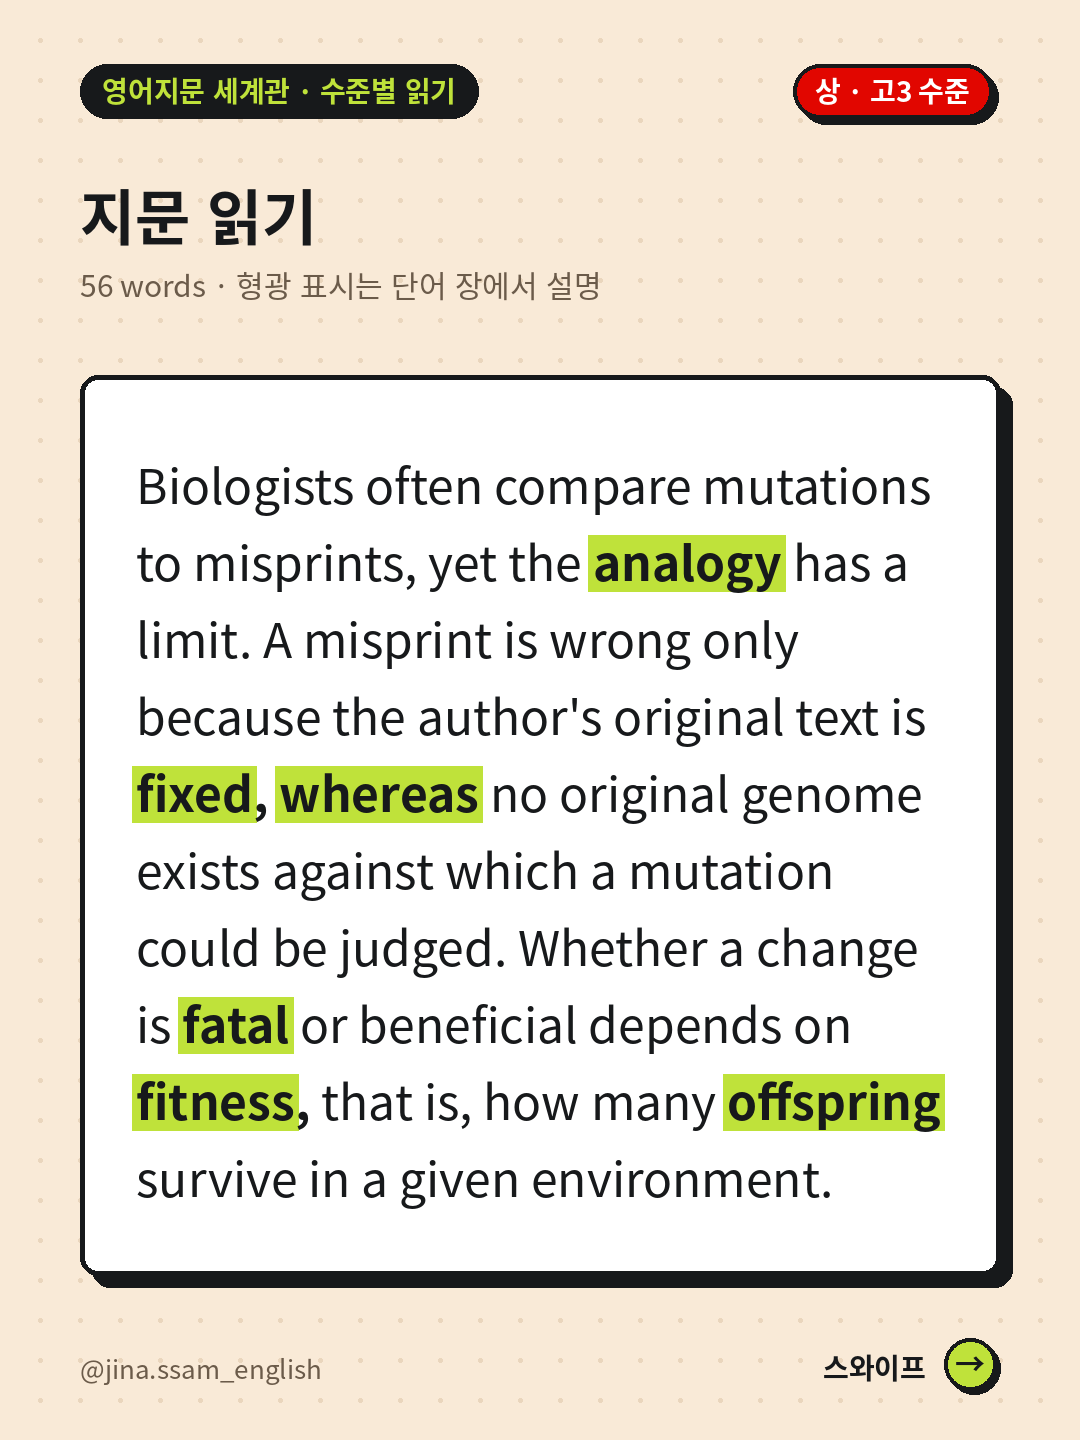 영어지문 세계관 · 수준별 읽기
상 · 고3 수준
지문 읽기
56 words · 형광 표시는 단어 장에서 설명
Biologists often compare mutations
to misprints, yet the analogy has a
limit. A misprint is wrong only
because the author's original text is
fixed, whereas no original genome
exists against which a mutation
could be judged. Whether a change
is fatal or beneficial depends on
fitness, that is, how many offspring
survive in a given environment.
@jina.ssam_english
스와이프 →